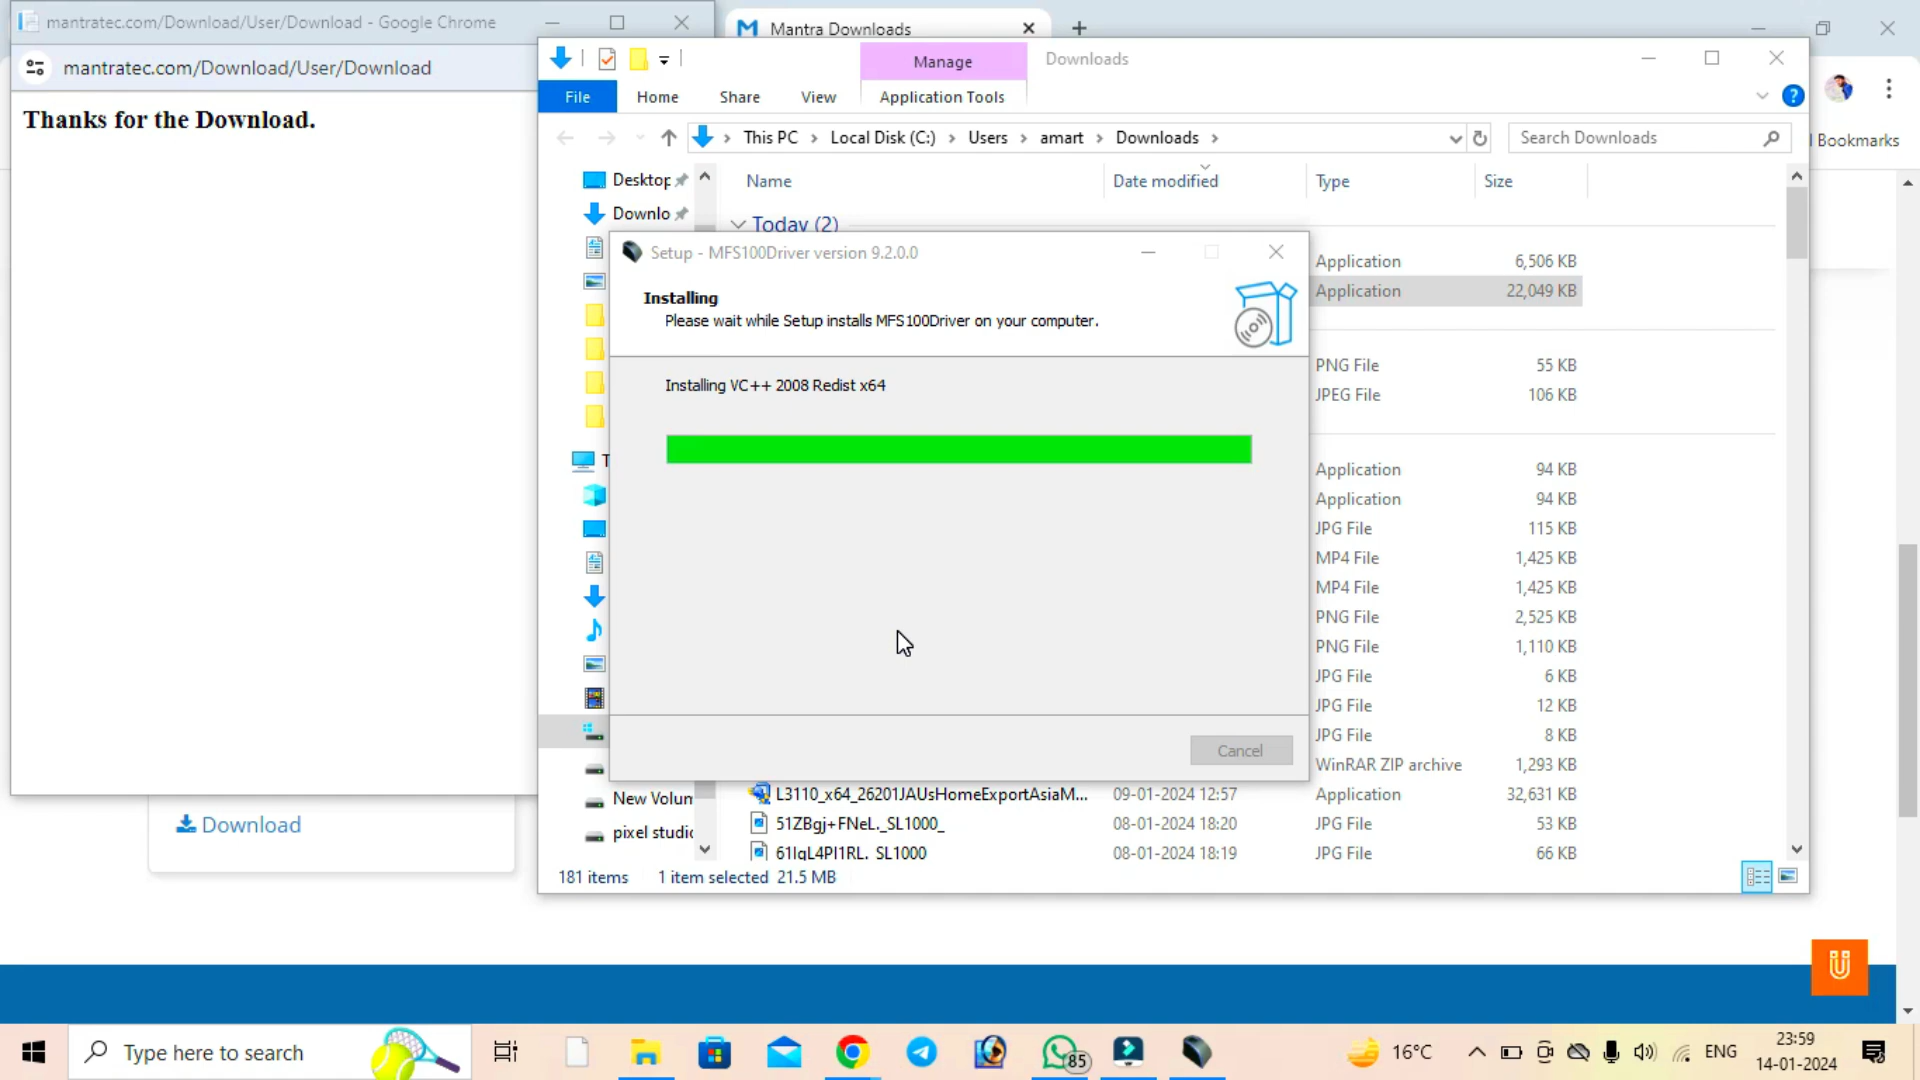 mantratec.com/Download/User/Download - Google Chrome
mantratec.com/Download/User/Download
Thanks for the Download.
Mantra Downloads
Manage
Downloads
File
Home
Share
View
Application Tools
This PC
Local Disk (C:)
Users
amart
Downloads
Search Downloads
Bookmarks
Name
Date modified
Type
Size
Desktop
Downlo
Today (2)
Application 6,506 KB
Application 22,049 KB
PNG File 55 KB
JPEG File 106 KB
Application 94 KB
Application 94 KB
JPG File 115 KB
MP4 File 1,425 KB
MP4 File 1,425 KB
PNG File 2,525 KB
PNG File 1,110 KB
JPG File 6 KB
JPG File 12 KB
JPG File 8 KB
WinRAR ZIP archive 1,293 KB
L3110_x64_26201JAUsHomeExportAsiaM... 09-01-2024 12:57 Application 32,631 KB
51ZBgj+FNeL._SL1000_ 08-01-2024 18:20 JPG File 53 KB
08-01-2024 18:19 JPG File 66 KB
New Volum
pixel studio
181 items 1 item selected 21.5 MB
Setup - MFS100Driver version 9.2.0.0
Installing
Please wait while Setup installs MFS100Driver on your computer.
Installing VC++ 2008 Redist x64
Cancel
Download
Type here to search
85
16°C
ENG
23:59
14-01-2024